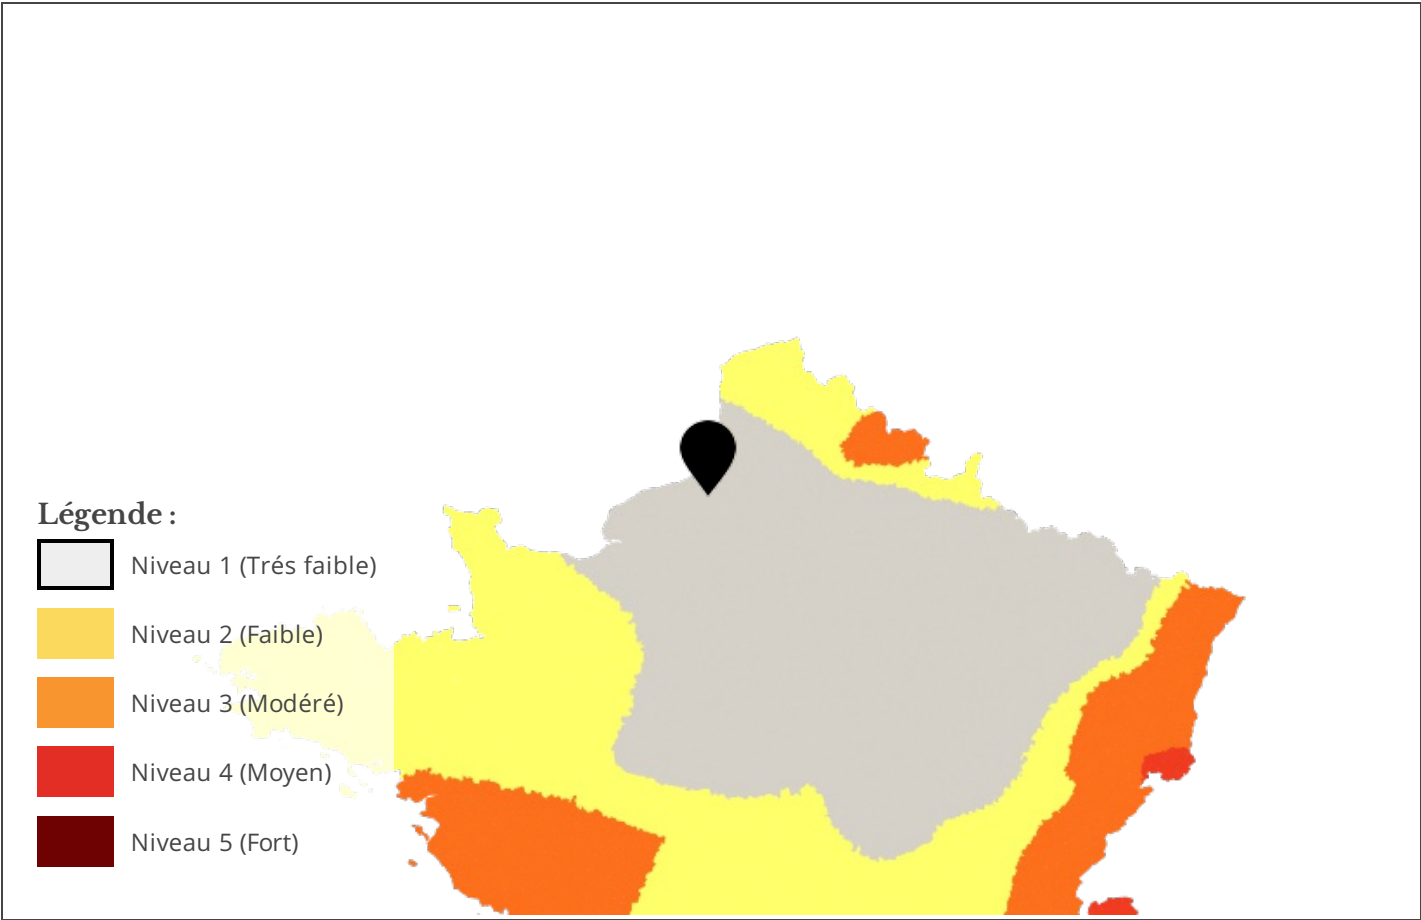 Légende :
Niveau 1 (Trés faible)
Niveau 2 (Faible)
Niveau 3 (Modéré)
Niveau 4 (Moyen)
Niveau 5 (Fort)